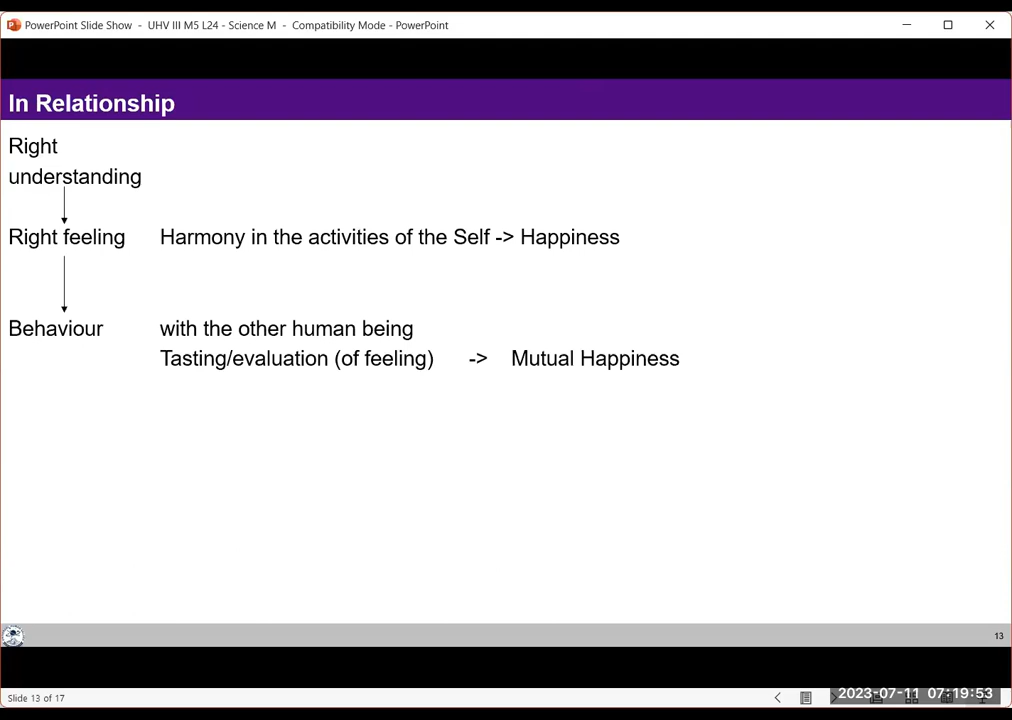 PowerPoint Slide Show - UHV III M5 L24 - Science M - Compatibility Mode - PowerPoint
In Relationship
Right
understanding
Right feeling Harmony in the activities of the Self -> Happiness
Behaviour with the other human being
Tasting/evaluation (of feeling) -> Mutual Happiness
13
Slide 13 of 17
2023-07-11 07:19:53